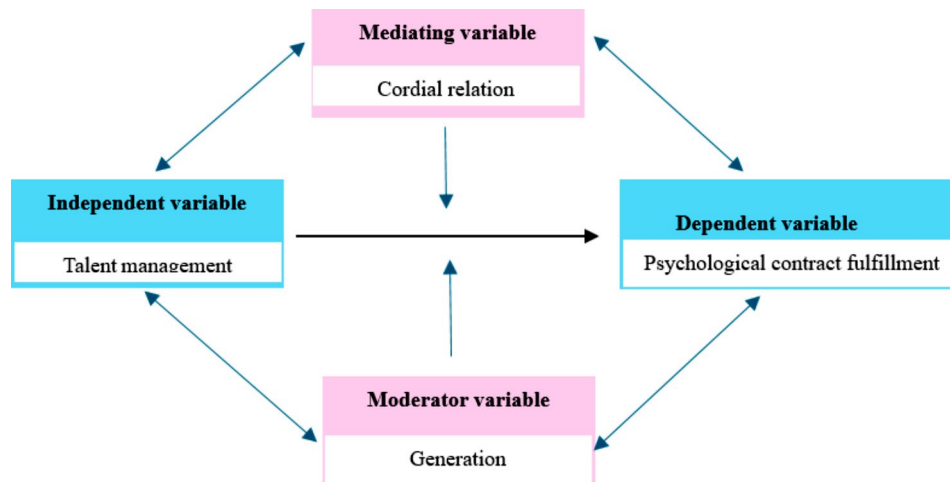 Mediating variable
Cordial relation
Independent variable
Talent management
Dependent variable
Psychological contract fulfillment
Moderator variable
Generation